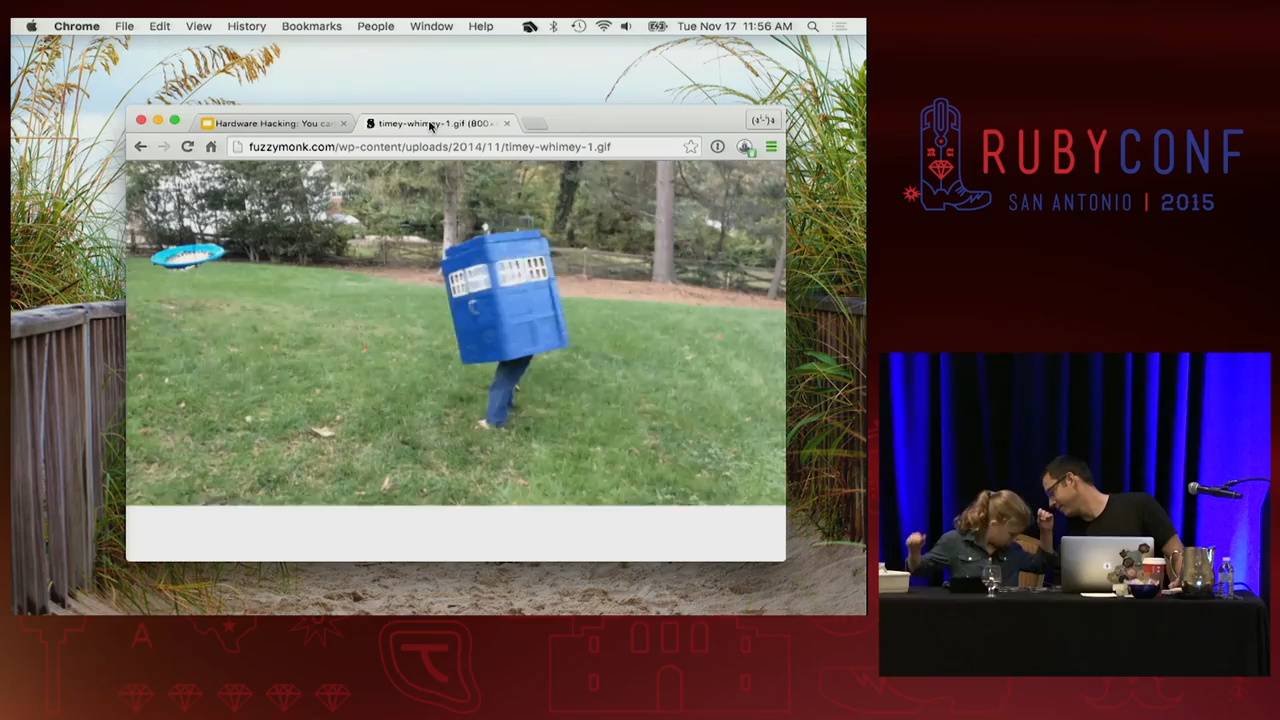 Chrome File Edit View History Bookmarks People Window Help Tue Nov 17 11:56 AM
Hardware Hacking: You can
timey-whimey-1.gif (800×
fuzzymonk.com/wp-content/uploads/2014/11/timey-whimey-1.gif
RUBYCONF
SAN ANTONIO | 2015
A